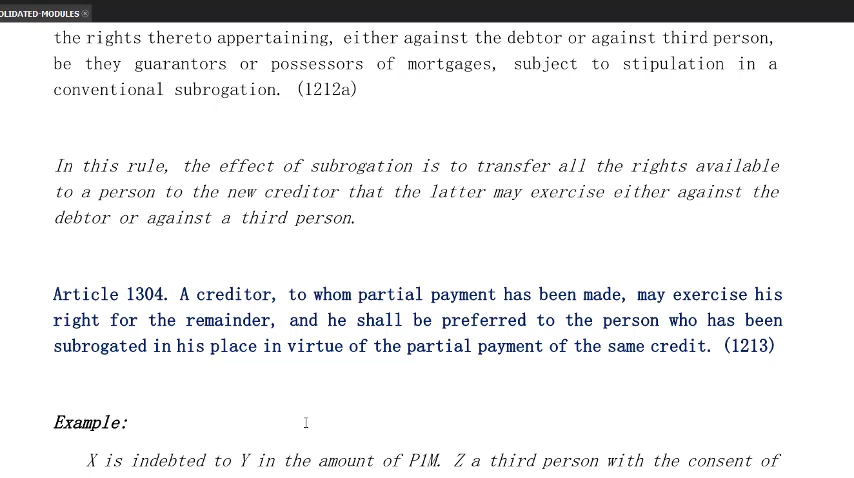 OLIDATED-MODULES
the rights thereto appertaining, either against the debtor or against third person,
be they guarantors or possessors of mortgages, subject to stipulation in a
conventional subrogation. (1212a)
In this rule, the effect of subrogation is to transfer all the rights available
to a person to the new creditor that the latter may exercise either against the
debtor or against a third person.
Article 1304. A creditor, to whom partial payment has been made, may exercise his
right for the remainder, and he shall be preferred to the person who has been
subrogated in his place in virtue of the partial payment of the same credit. (1213)
Example:
X is indebted to Y in the amount of P1M. Z a third person with the consent of